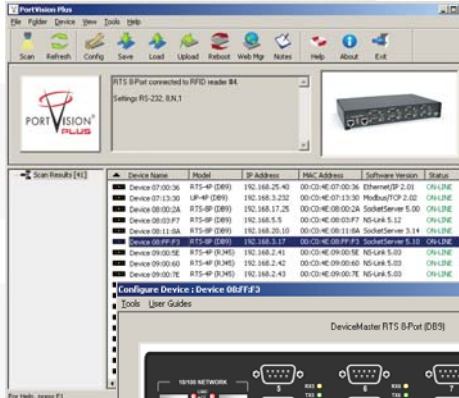 PortVision Plus
File Folder Device View Tools Help
Scan Refresh Config Save Load Upload Reboot Web Mgr Notes Help About Exit
RTS 8-Port connected to RFID reader #4.
Settings RS-232, 8,N,1
PORTVISION®
PLUS
Scan Results [41]
Device Name Model IP Address MAC Address Software Version Status
Device 07:00:36 RTS-4P (DB9) 192.168.25.40 00:C0:4E:07:00:36 Ethernet/IP 2.01 ON-LINE
Device 07:13:30 UP-4P (DB9) 192.168.3.232 00:C0:4E:07:13:30 Modbus/TCP 2.02 ON-LINE
Device 08:00:2A RTS-8P (DB9) 192.168.17.25 00:C0:4E:08:00:2A SocketServer 5.00 ON-LINE
Device 08:03:F7 RTS-8P (DB9) 192.168.5.5 00:C0:4E:08:03:F7 NS-Link 5.12 ON-LINE
Device 08:11:8A RTS-8P (DB9) 192.168.20.10 00:C0:4E:08:11:8A SocketServer 3.14 ON-LINE
Device 08:FF:F3 RTS-8P (DB9) 192.168.3.17 00:C0:4E:08:FF:F3 SocketServer 5.10 ON-LINE
Device 09:00:5E RTS-4P (RJ45) 192.168.2.41 00:C0:4E:09:00:5E NS-Link 5.03 ON-LINE
Device 09:00:60 RTS-4P (RJ45) 192.168.2.42 00:C0:4E:09:00:60 NS-Link 5.03 ON-LINE
Device 09:00:7E RTS-4P (RJ45) 192.168.2.43 00:C0:4E:09:00:7E NS-Link 5.03 ON-LINE
Configure Device : Device 08:FF:F3
Tools User Guides
DeviceMaster RTS 8-Port (DB9)
10/100 NETWORK
5 6 7
For Help, press F1